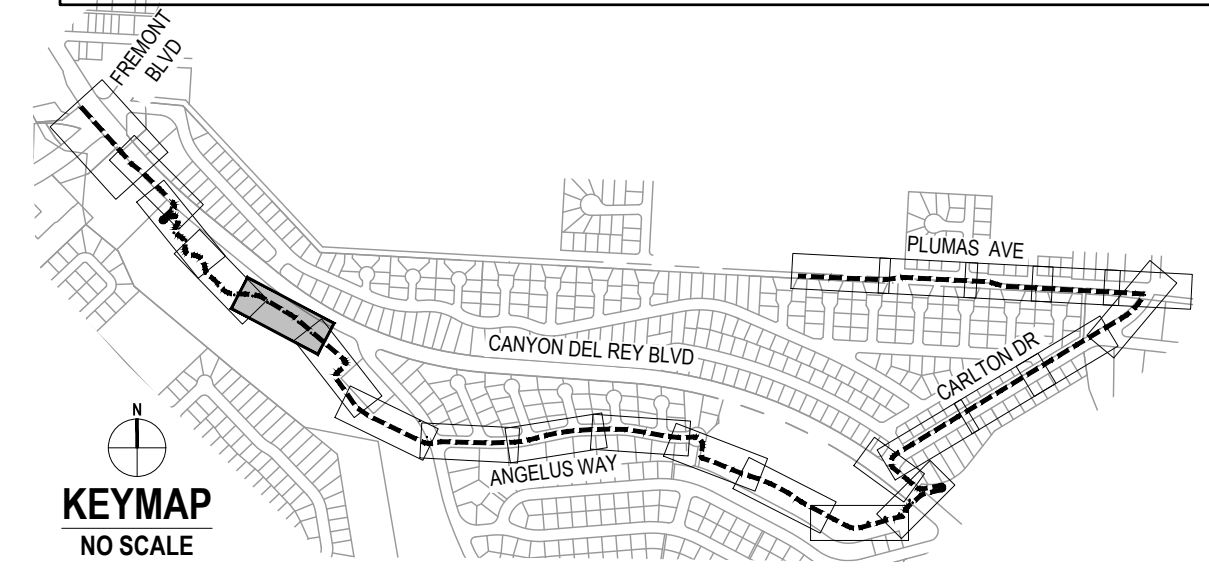 FREMONT
BLVD
PLUMAS AVE
CANYON DEL REY BLVD
CARLTON DR
ANGELUS WAY
N
KEYMAP
NO SCALE